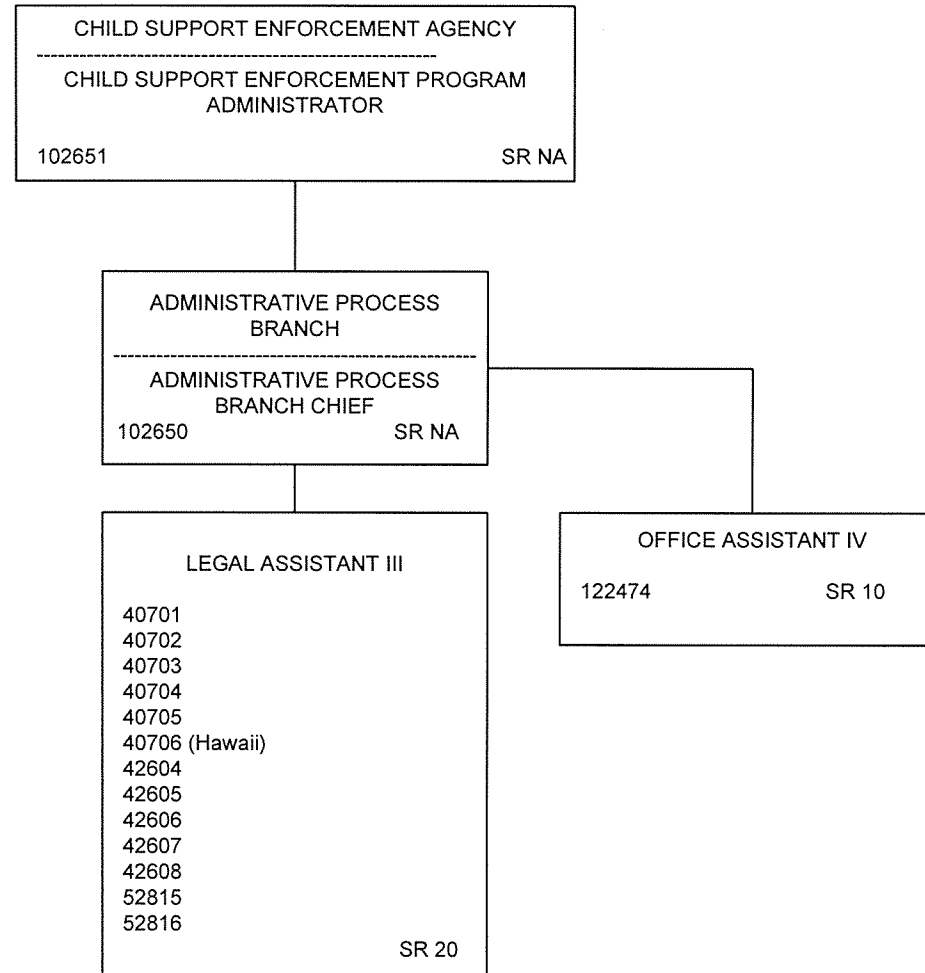 CHILD SUPPORT ENFORCEMENT AGENCY
CHILD SUPPORT ENFORCEMENT PROGRAM
ADMINISTRATOR
102651 SR NA
ADMINISTRATIVE PROCESS
BRANCH
ADMINISTRATIVE PROCESS
BRANCH CHIEF
102650 SR NA
LEGAL ASSISTANT III
40701
40702
40703
40704
40705
40706 (Hawaii)
42604
42605
42606
42607
42608
52815
52816
SR 20
OFFICE ASSISTANT IV
122474 SR 10